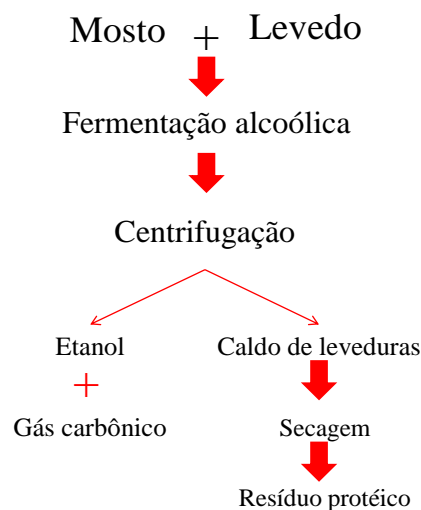 Mosto + Levedo
Fermentação alcoólica
Centrifugação
Etanol
+
Gás carbônico
Caldo de leveduras
Secagem
Resíduo protéico